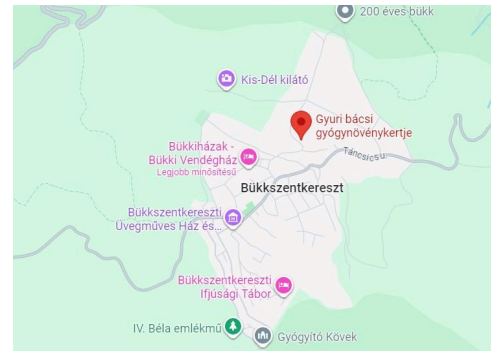 200 éves bükk
Kis-Dél kilátó
Gyuri bácsi
gyógynövénykertje
Táncsics u.
Bükkiházak -
Bükki Vendégház
Legjobb minősítésű
Bükkszentkereszt
Bükkszentkereszti
Üvegműves Ház és...
Bükkszentkereszti
Ifjúsági Tábor
IV. Béla emlékmű
Gyógyító Kövek